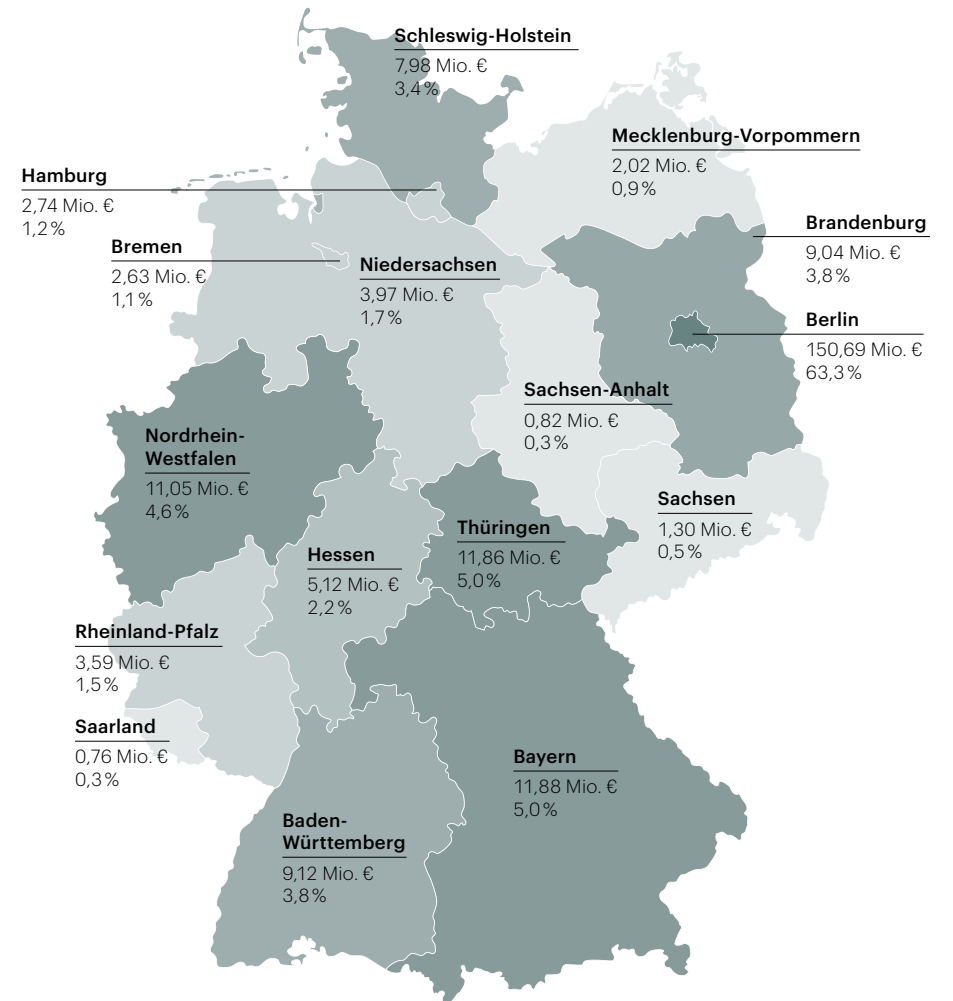 Schleswig-Holstein
7,98 Mio. €
3,4 %
Mecklenburg-Vorpommern
2,02 Mio. €
0,9 %
Hamburg
2,74 Mio. €
1,2 %
Brandenburg
9,04 Mio. €
3,8 %
Bremen
2,63 Mio. €
1,1 %
Niedersachsen
3,97 Mio. €
1,7 %
Berlin
150,69 Mio. €
63,3 %
Sachsen-Anhalt
0,82 Mio. €
0,3 %
Nordrhein-
Westfalen
11,05 Mio. €
4,6 %
Sachsen
1,30 Mio. €
0,5 %
Thüringen
11,86 Mio. €
5,0 %
Hessen
5,12 Mio. €
2,2 %
Rheinland-Pfalz
3,59 Mio. €
1,5 %
Saarland
0,76 Mio. €
0,3 %
Bayern
11,88 Mio. €
5,0 %
Baden-
Württemberg
9,12 Mio. €
3,8 %